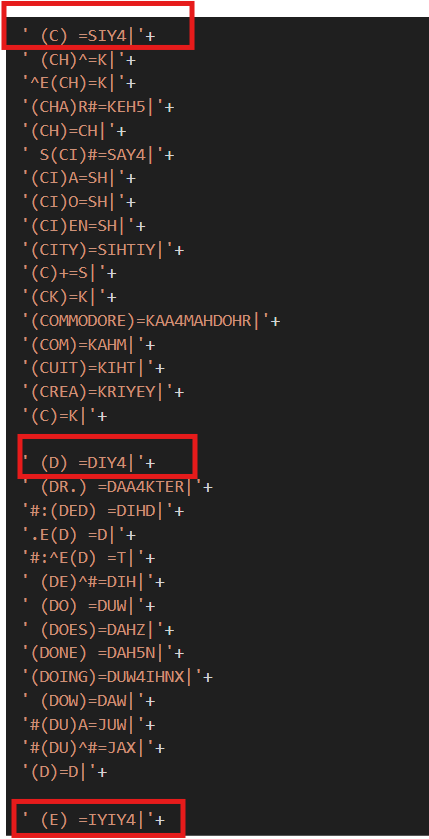 ' (C) =SIY4|'+
' (CH)^=K|'+
'^E(CH)=K|'+
'(CHA)R#=KEH5|'+
'(CH)=CH|'+
' S(CI)#=SAY4|'+
'(CI)A=SH|'+
'(CI)O=SH|'+
'(CI)EN=SH|'+
'(CITY)=SIHTIY|'+
'(C)+=S|'+
'(CK)=K|'+
'(COMMODORE)=KAA4MAHDOHR|'+
'(COM)=KAHM|'+
'(CUIT)=KIHT|'+
'(CREA)=KRIYEY|'+
'(C)=K|'+
' (D) =DIY4|'+
' (DR.) =DAA4KTER|'+
'#:(DED) =DIHD|'+
'.E(D) =D|'+
'#:^E(D) =T|'+
' (DE)^#=DIH|'+
' (DO) =DUW|'+
' (DOES)=DAHZ|'+
'(DONE) =DAH5N|'+
'(DOING)=DUW4IHNX|'+
' (DOW)=DAW|'+
'#(DU)A=JUW|'+
'#(DU)^#=JAX|'+
'(D)=D|'+
' (E) =IYIY4|'+